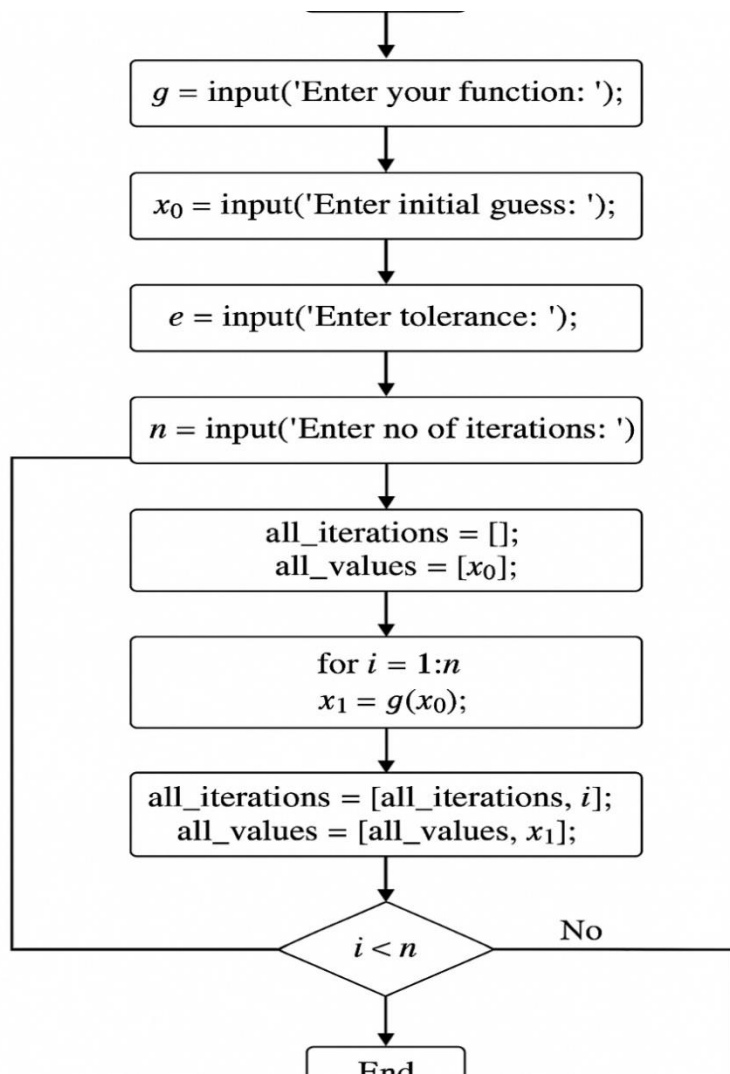 g = input('Enter your function: ');
x₀ = input('Enter initial guess: ');
e = input('Enter tolerance: ');
n = input('Enter no of iterations: ')
all_iterations = [];
all_values = [x₀];
for i = 1:n
x₁ = g(x₀);
all_iterations = [all_iterations, i];
all_values = [all_values, x₁];
i < n
No
End